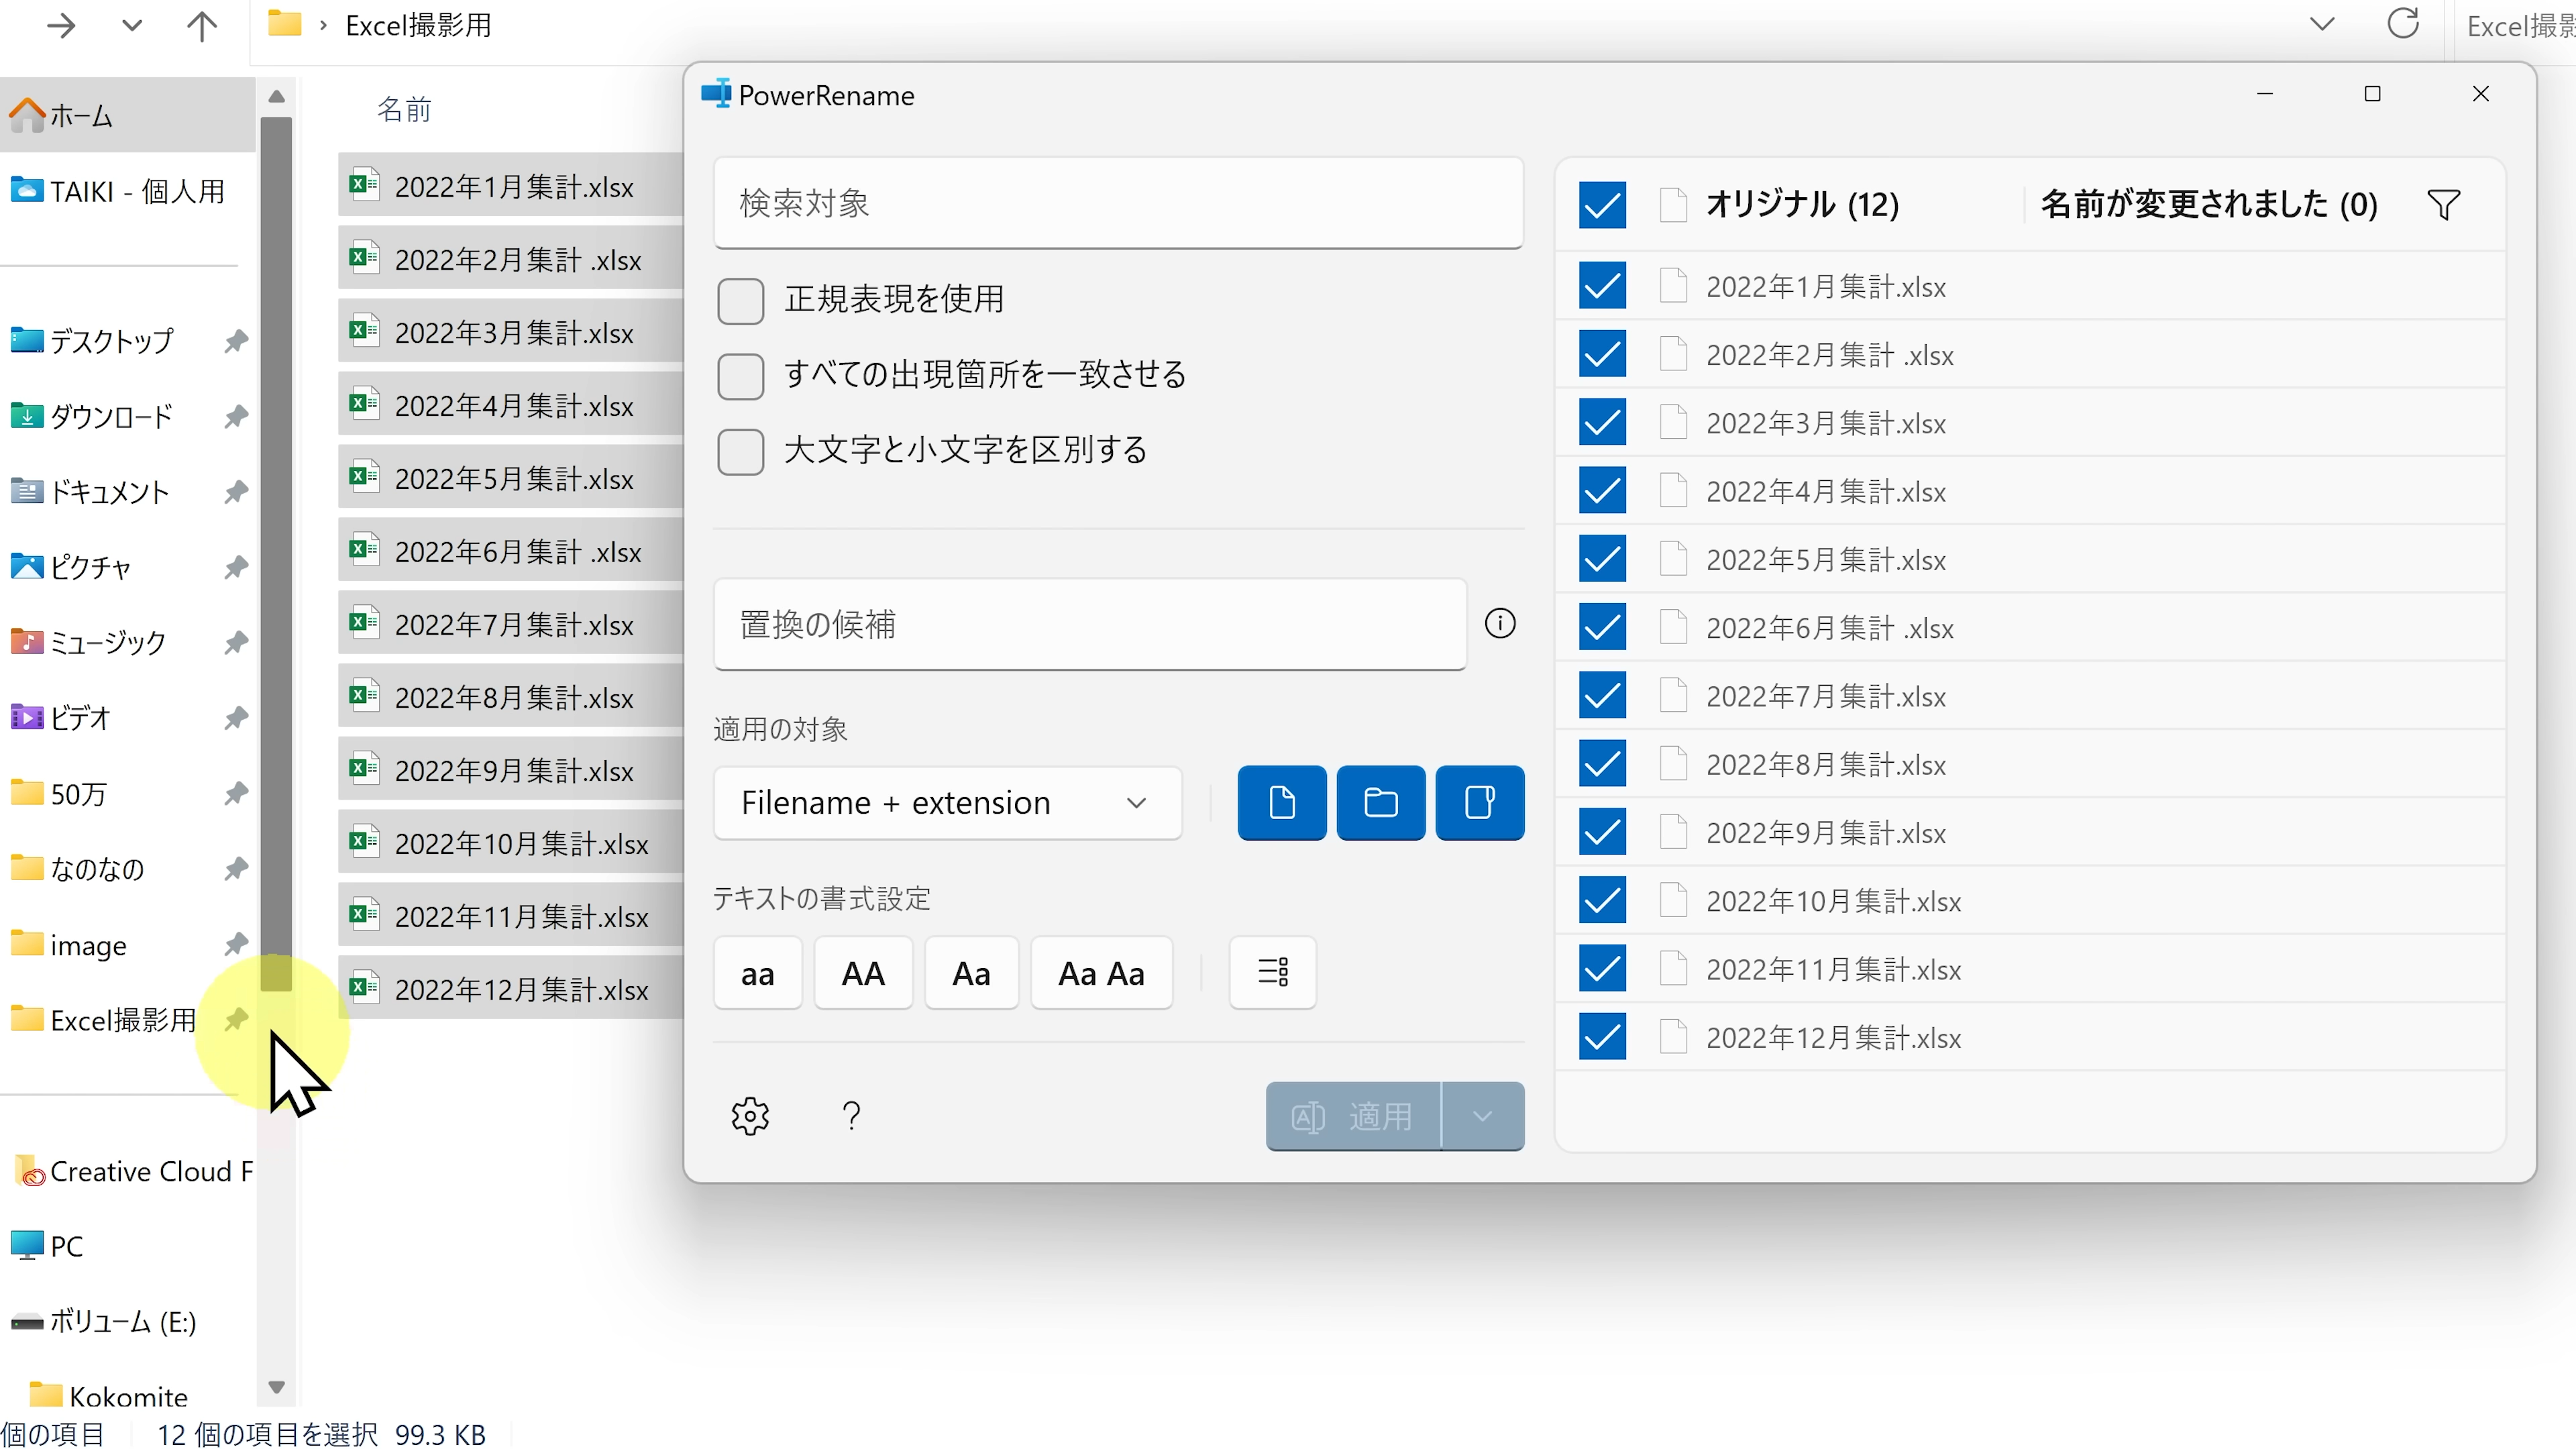 Excel撮影用
Excel撮影
ホーム
TAIKI - 個人用
デスクトップ
ダウンロード
ドキュメント
ピクチャ
ミュージック
ビデオ
50万
なのなの
image
Excel撮影用
Creative Cloud F
PC
ボリューム (E:)
Kokomite
名前
2022年1月集計.xlsx
2022年2月集計 .xlsx
2022年3月集計.xlsx
2022年4月集計.xlsx
2022年5月集計.xlsx
2022年6月集計 .xlsx
2022年7月集計.xlsx
2022年8月集計.xlsx
2022年9月集計.xlsx
2022年10月集計.xlsx
2022年11月集計.xlsx
2022年12月集計.xlsx
PowerRename
検索対象
正規表現を使用
すべての出現箇所を一致させる
大文字と小文字を区別する
置換の候補
適用の対象
Filename + extension
テキストの書式設定
aa AA Aa Aa Aa
?
適用
オリジナル (12) 名前が変更されました (0)
2022年1月集計.xlsx
2022年2月集計 .xlsx
2022年3月集計.xlsx
2022年4月集計.xlsx
2022年5月集計.xlsx
2022年6月集計 .xlsx
2022年7月集計.xlsx
2022年8月集計.xlsx
2022年9月集計.xlsx
2022年10月集計.xlsx
2022年11月集計.xlsx
2022年12月集計.xlsx
個の項目 12 個の項目を選択 99.3 KB